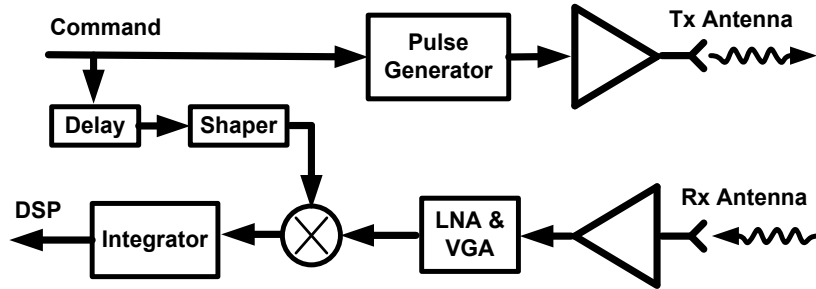 Command
Pulse
Generator
Tx Antenna
Delay
Shaper
DSP
Integrator
LNA &
VGA
Rx Antenna